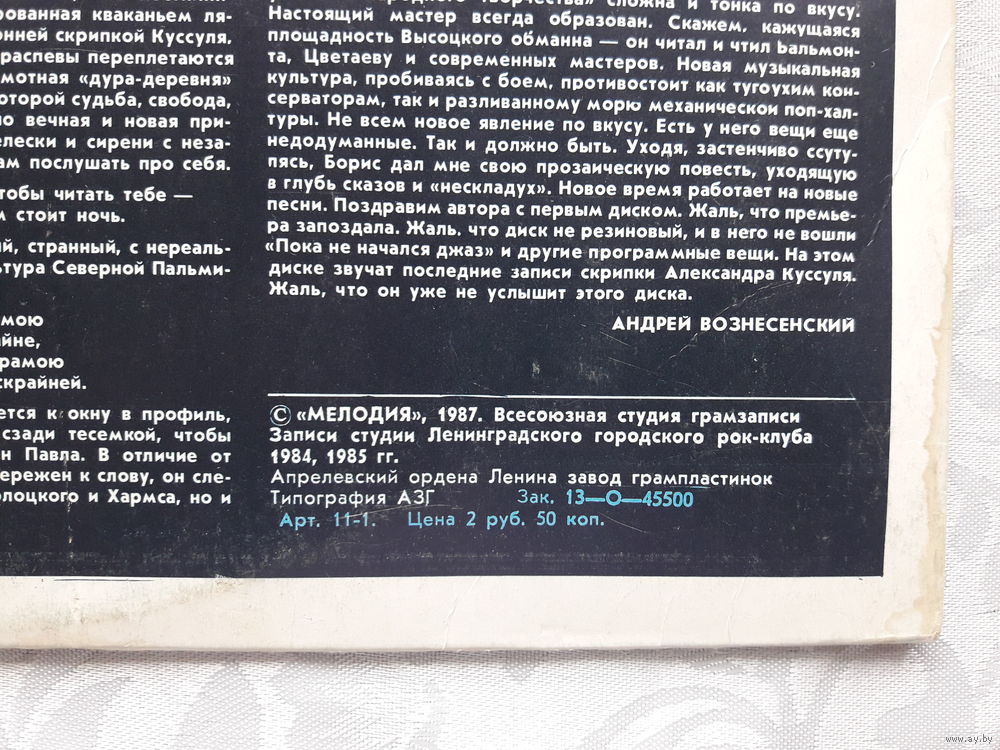 рованная кваканьем ля-
онней скрипкой Куссуля,
распевы переплетаются
мотная «дура-деревня»
оторой судьба, свобода,
но вечная и новая при-
елески и сирени с неза-
ам послушать про себя.
чтобы читать тебе —
м стоит ночь.
ий, странный, с нереаль-
ьтура Северной Пальми-
мою
айне,
рамою
скрайней.
ется к окну в профиль,
сзади тесемкой, чтобы
н Павла. В отличие от
ережен к слову, он сле-
олоцкого и Хармса, но и
творчества» сложна и тонка по вкусу.
Настоящий мастер всегда образован. Скажем, кажущаяся
площадность Высоцкого обманна — он читал и чтил Бальмон-
та, Цветаеву и современных мастеров. Новая музыкальная
культура, пробиваясь с боем, противостоит как тугоухим кон-
серваторам, так и разливанному морю механической поп-хал-
туры. Не всем новое явление по вкусу. Есть у него вещи еще
недодуманные. Так и должно быть. Уходя, застенчиво ссуту-
пясь, Борис дал мне свою прозаическую повесть, уходящую
в глубь сказов и «нескладух». Новое время работает на новые
песни. Поздравим автора с первым диском. Жаль, что премье-
ра запоздала. Жаль. что диск не резиновый, и в него не вошли
«Пока не начался джаз» и другие программные вещи. На этом
диске звучат последние записи скрипки Александра Куссуля.
Жаль, что он уже не услышит этого диска.
АНДРЕЙ ВОЗНЕСЕНСКИЙ
© «МЕЛОДИЯ», 1987. Всесоюзная студия грамзаписи
Записи студии Ленинградского городского рок-клуба
1984, 1985 гг.
Апрелевский ордена Ленина завод грампластинок
Типография АЗГ Зак. 13—О—45500
Арт. 11-1. Цена 2 руб. 50 коп.
www.ay.by